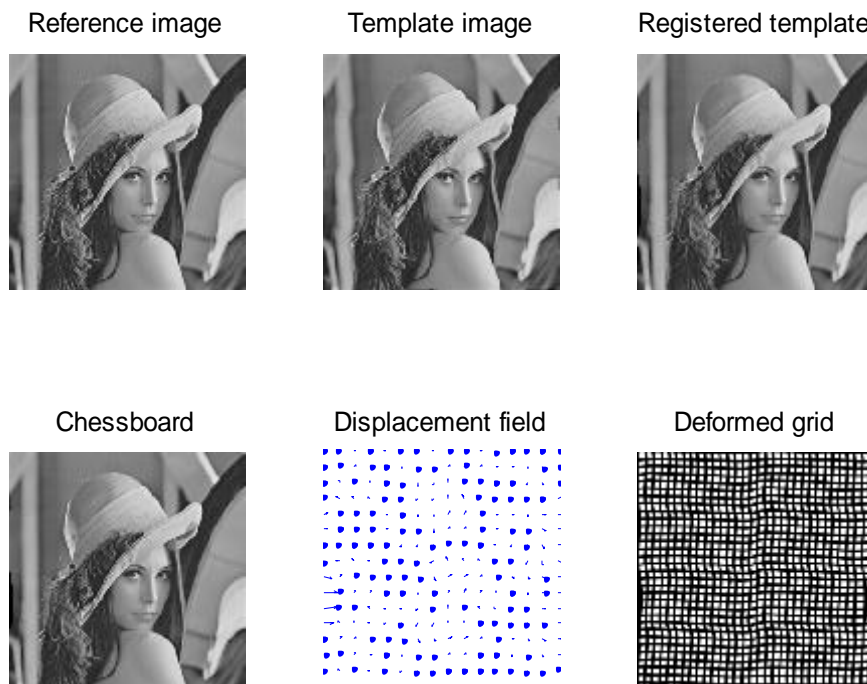 Reference image
Template image
Registered template
Chessboard
Displacement field
Deformed grid